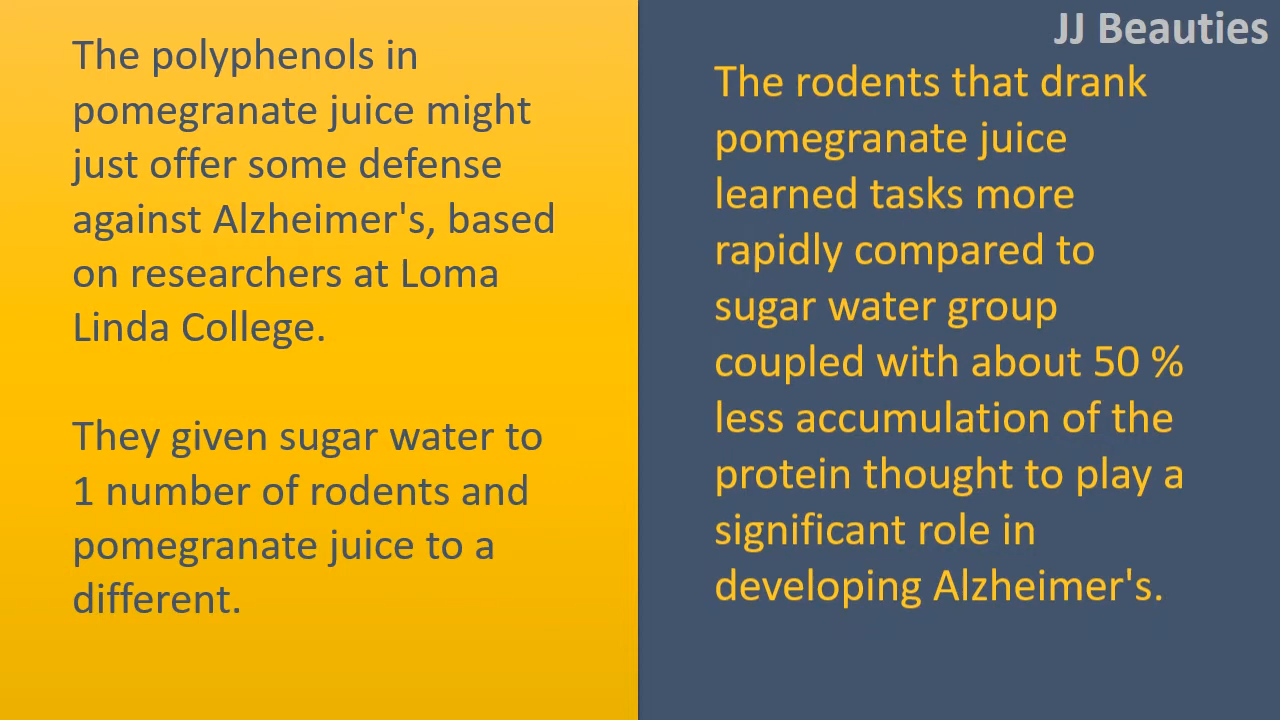 The polyphenols in
pomegranate juice might
just offer some defense
against Alzheimer's, based
on researchers at Loma
Linda College.
They given sugar water to
1 number of rodents and
pomegranate juice to a
different.
JJ Beauties
The rodents that drank
pomegranate juice
learned tasks more
rapidly compared to
sugar water group
coupled with about 50 %
less accumulation of the
protein thought to play a
significant role in
developing Alzheimer's.